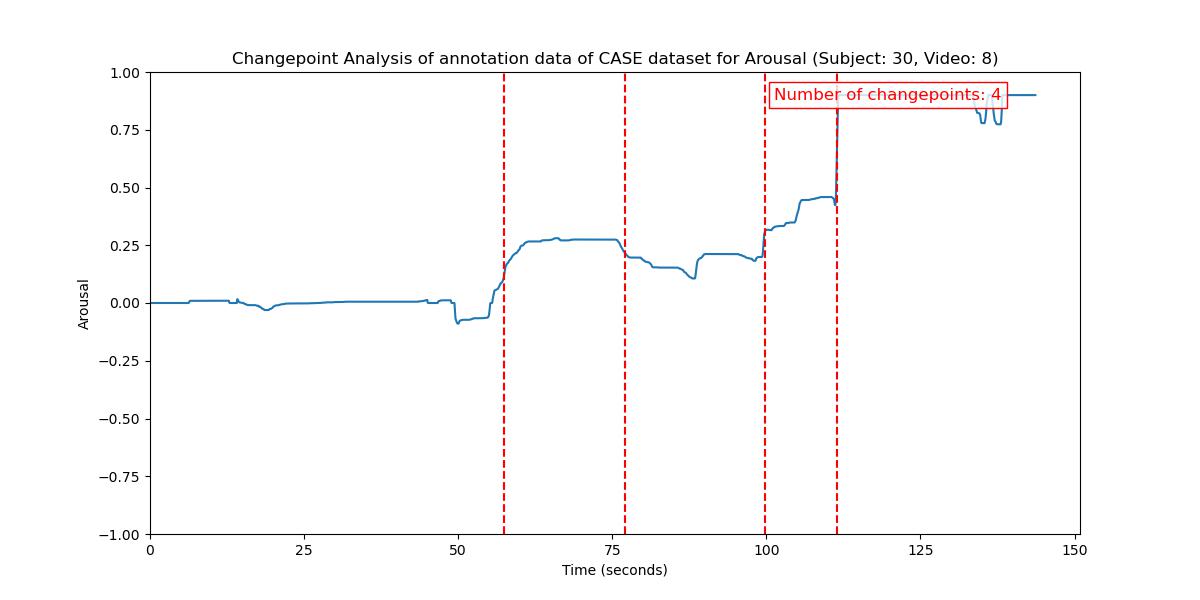 Changepoint Analysis of annotation data of CASE dataset for Arousal (Subject: 30, Video: 8)
Number of changepoints: 4
1.00
0.75
0.50
0.25
0.00
−0.25
−0.50
−0.75
−1.00
Arousal
0 25 50 75 100 125 150
Time (seconds)